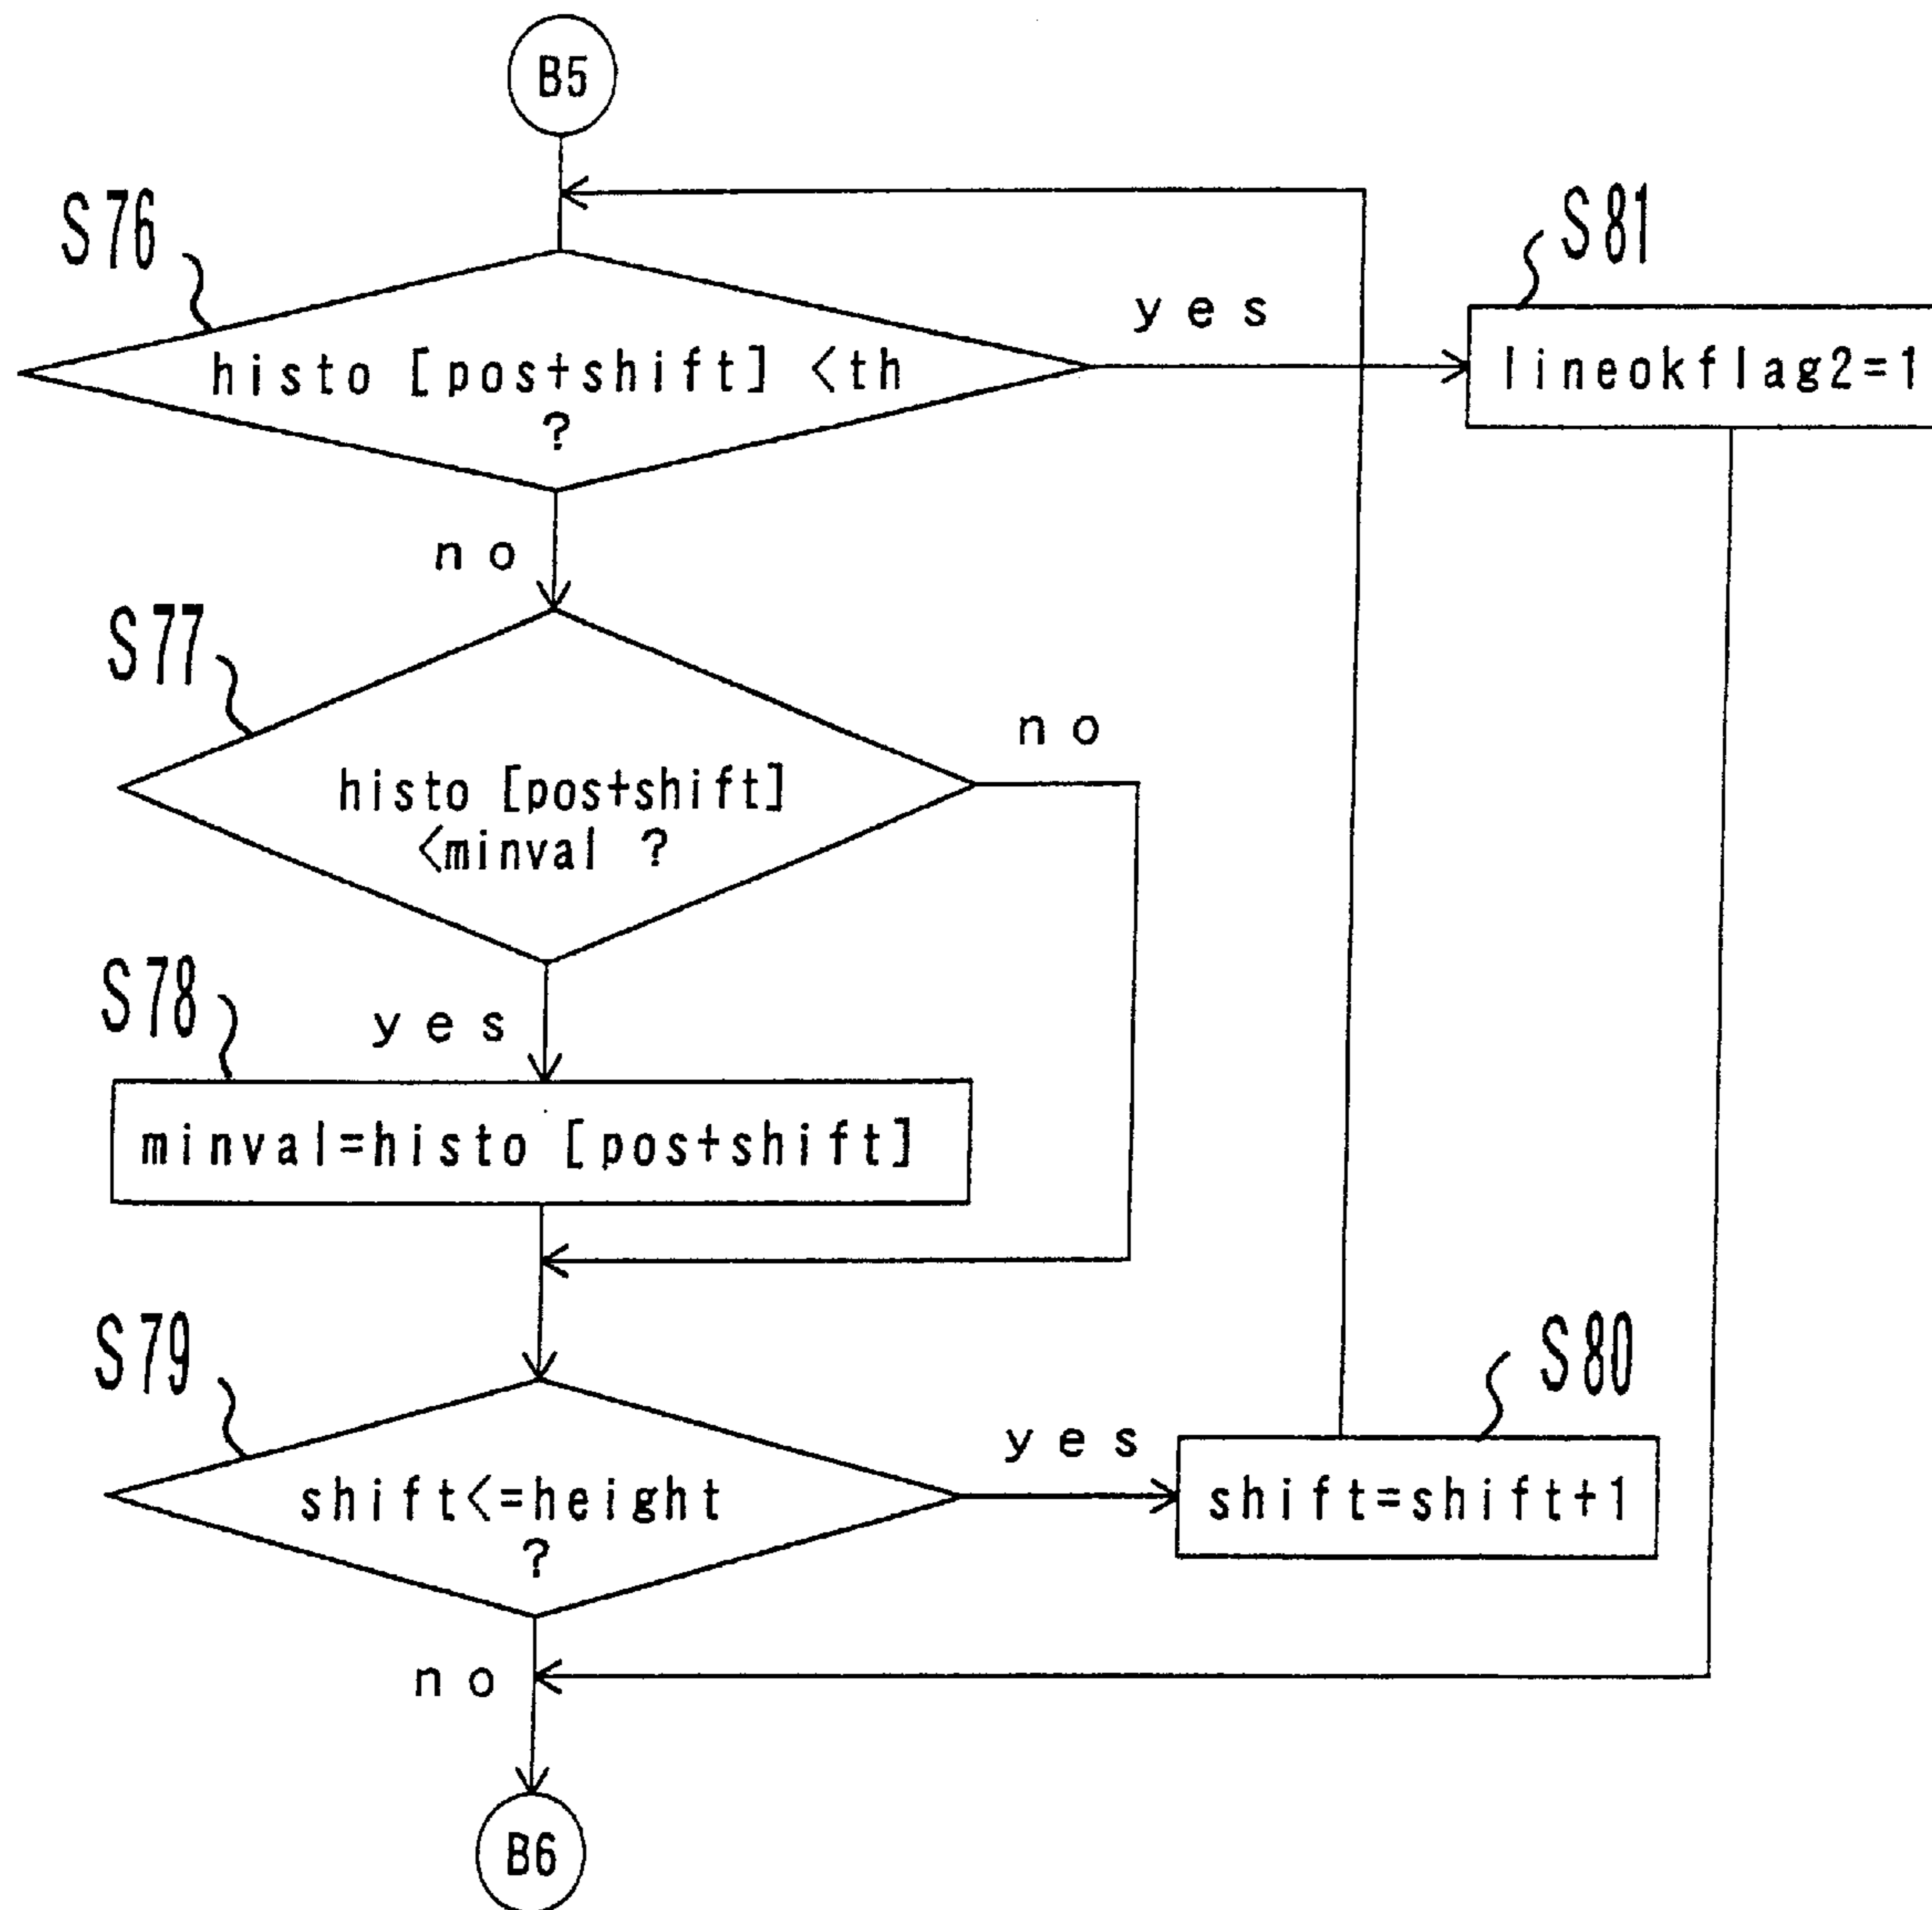 B5
S76
S81
yes
histo [pos+shift] <th
?
lineokflag2=1
no
S77
no
histo [pos+shift]
<minval ?
S78
yes
minval=histo [pos+shift]
S79
S80
yes
shift<=height
?
shift=shift+1
no
B6